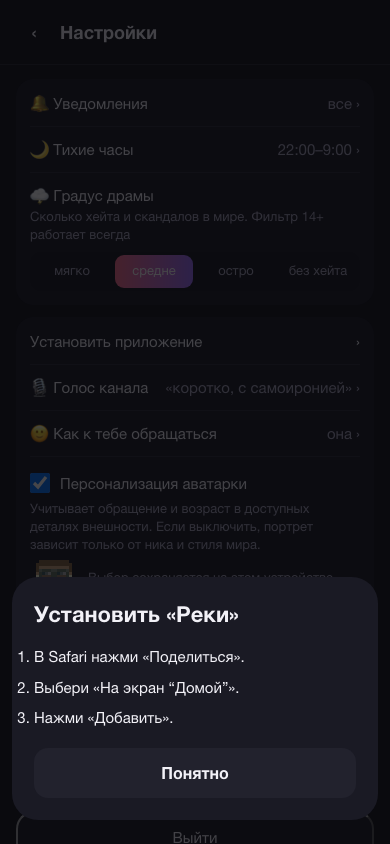 ‹ Настройки
🔔 Уведомления все ›
🌙 Тихие часы 22:00–9:00 ›
🌩 Градус драмы
Сколько хейта и скандалов в мире. Фильтр 14+
работает всегда
мягко средне остро без хейта
Установить приложение ›
🎙 Голос канала «коротко, с самоиронией» ›
🙂 Как к тебе обращаться она ›
Персонализация аватарки
Учитывает обращение и возраст в доступных
деталях внешности. Если выключить, портрет
зависит только от ника и стиля мира.
Установить «Реки»
1. В Safari нажми «Поделиться».
2. Выбери «На экран “Домой”».
3. Нажми «Добавить».
Понятно
Выйти